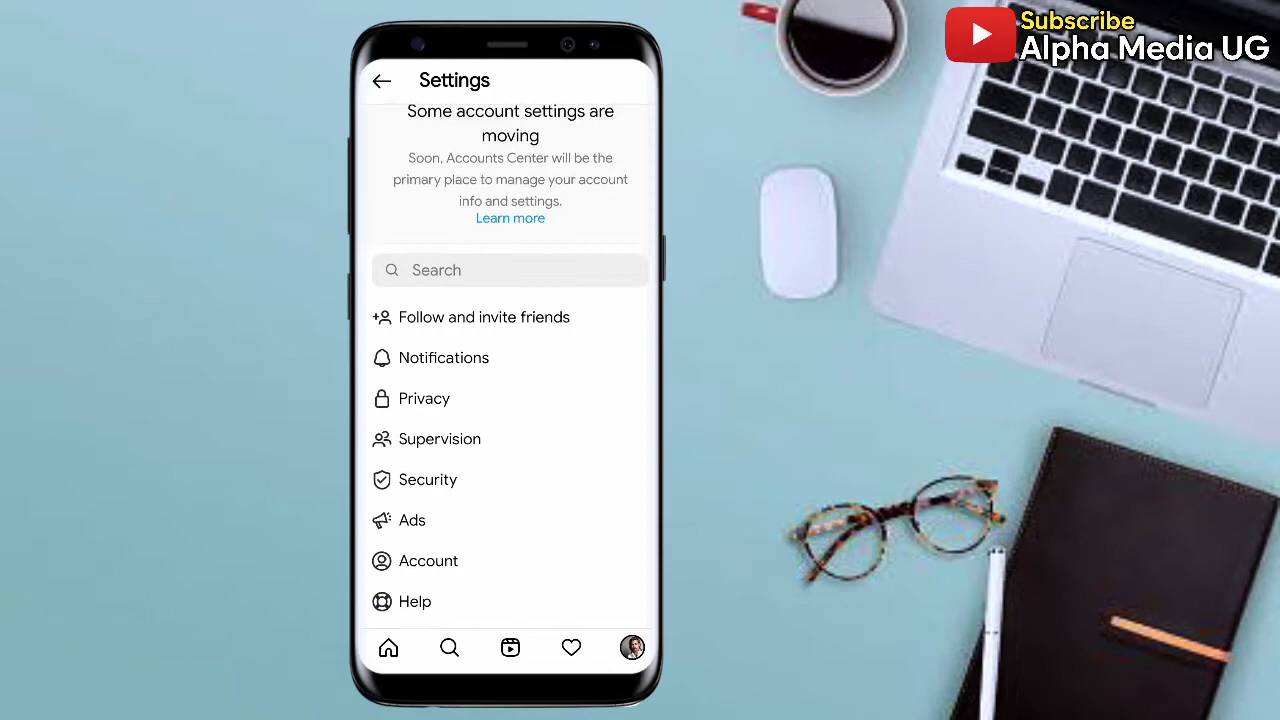 Subscribe
Alpha Media UG
Settings
Some account settings are
moving
Soon, Accounts Center will be the
primary place to manage your account
info and settings.
Learn more
Search
Follow and invite friends
Notifications
Privacy
Supervision
Security
Ads
Account
Help